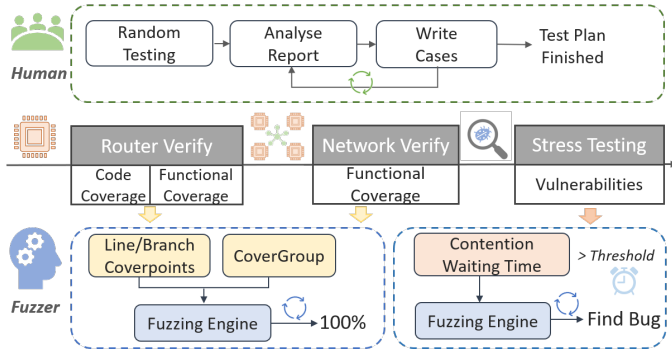 Human
Random
Testing
Analyse
Report
Write
Cases
Test Plan
Finished
Router Verify
Network Verify
Stress Testing
Code
Coverage
Functional
Coverage
Functional
Coverage
Vulnerabilities
Fuzzer
Line/Branch
Coverpoints
CoverGroup
Fuzzing Engine
100%
Contention
Waiting Time
> Threshold
Fuzzing Engine
Find Bug